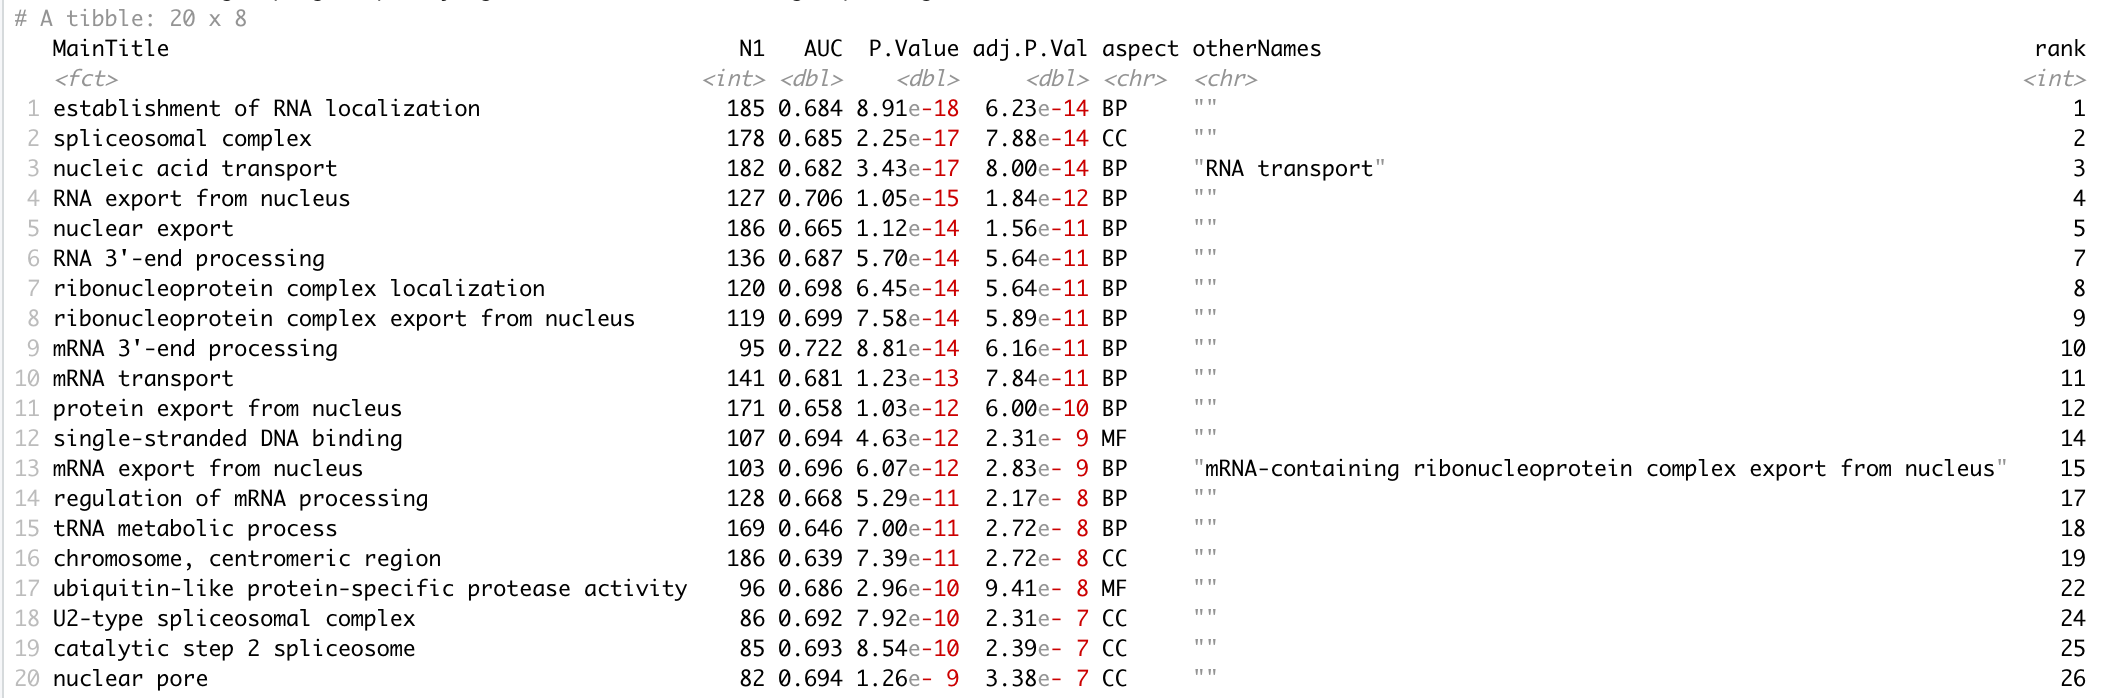 # A tibble: 20 x 8
   MainTitle                                            N1   AUC  P.Value adj.P.Val aspect otherNames                                                        rank
   <fct>                                             <int> <dbl>    <dbl>     <dbl> <chr>  <chr>                                                            <int>
 1 establishment of RNA localization                   185 0.684 8.91e-18  6.23e-14 BP     ""                                                                   1
 2 spliceosomal complex                                178 0.685 2.25e-17  7.88e-14 CC     ""                                                                   2
 3 nucleic acid transport                              182 0.682 3.43e-17  8.00e-14 BP     "RNA transport"                                                      3
 4 RNA export from nucleus                             127 0.706 1.05e-15  1.84e-12 BP     ""                                                                   4
 5 nuclear export                                      186 0.665 1.12e-14  1.56e-11 BP     ""                                                                   5
 6 RNA 3'-end processing                               136 0.687 5.70e-14  5.64e-11 BP     ""                                                                   7
 7 ribonucleoprotein complex localization              120 0.698 6.45e-14  5.64e-11 BP     ""                                                                   8
 8 ribonucleoprotein complex export from nucleus       119 0.699 7.58e-14  5.89e-11 BP     ""                                                                   9
 9 mRNA 3'-end processing                               95 0.722 8.81e-14  6.16e-11 BP     ""                                                                  10
10 mRNA transport                                      141 0.681 1.23e-13  7.84e-11 BP     ""                                                                  11
11 protein export from nucleus                         171 0.658 1.03e-12  6.00e-10 BP     ""                                                                  12
12 single-stranded DNA binding                         107 0.694 4.63e-12  2.31e- 9 MF     ""                                                                  14
13 mRNA export from nucleus                            103 0.696 6.07e-12  2.83e- 9 BP     "mRNA-containing ribonucleoprotein complex export from nucleus"     15
14 regulation of mRNA processing                       128 0.668 5.29e-11  2.17e- 8 BP     ""                                                                  17
15 tRNA metabolic process                              169 0.646 7.00e-11  2.72e- 8 BP     ""                                                                  18
16 chromosome, centromeric region                      186 0.639 7.39e-11  2.72e- 8 CC     ""                                                                  19
17 ubiquitin-like protein-specific protease activity    96 0.686 2.96e-10  9.41e- 8 MF     ""                                                                  22
18 U2-type spliceosomal complex                         86 0.692 7.92e-10  2.31e- 7 CC     ""                                                                  24
19 catalytic step 2 spliceosome                         85 0.693 8.54e-10  2.39e- 7 CC     ""                                                                  25
20 nuclear pore                                         82 0.694 1.26e- 9  3.38e- 7 CC     ""                                                                  26